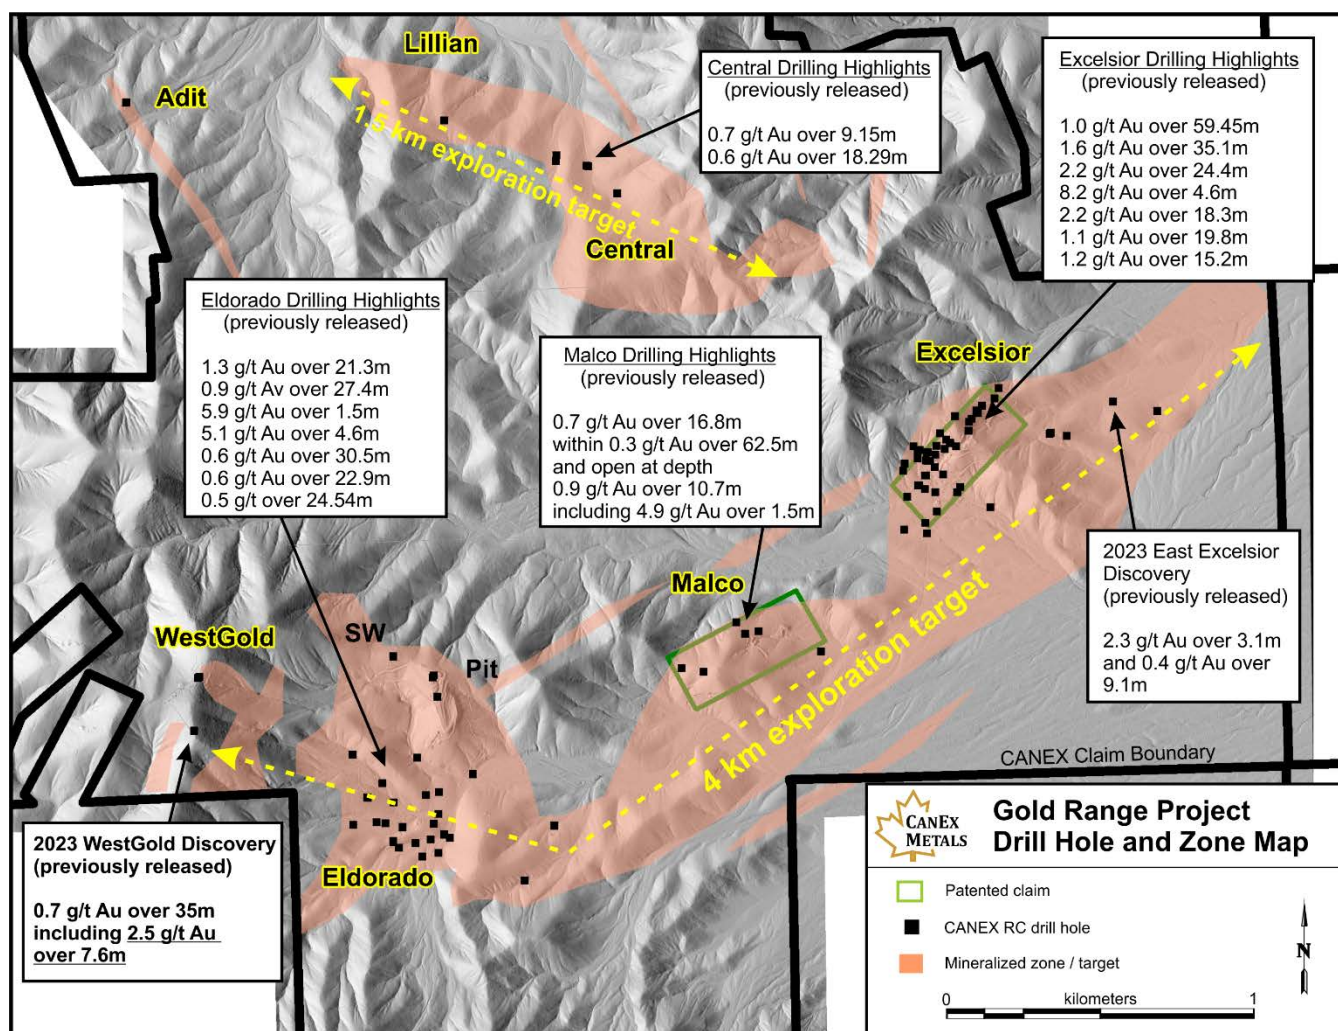 Lillian
Adit
1.5 km exploration target
Central
Central Drilling Highlights
(previously released)
0.7 g/t Au over 9.15m
0.6 g/t Au over 18.29m
Excelsior Drilling Highlights
(previously released)
1.0 g/t Au over 59.45m
1.6 g/t Au over 35.1m
2.2 g/t Au over 24.4m
8.2 g/t Au over 4.6m
2.2 g/t Au over 18.3m
1.1 g/t Au over 19.8m
1.2 g/t Au over 15.2m
Eldorado Drilling Highlights
(previously released)
1.3 g/t Au over 21.3m
0.9 g/t Av over 27.4m
5.9 g/t Au over 1.5m
5.1 g/t Au over 4.6m
0.6 g/t Au over 30.5m
0.6 g/t Au over 22.9m
0.5 g/t over 24.54m
Malco Drilling Highlights
(previously released)
0.7 g/t Au over 16.8m
within 0.3 g/t Au over 62.5m
and open at depth
0.9 g/t Au over 10.7m
including 4.9 g/t Au over 1.5m
Excelsior
2023 East Excelsior
Discovery
(previously released)
2.3 g/t Au over 3.1m
and 0.4 g/t Au over
9.1m
Malco
4 km exploration target
WestGold
SW
Pit
Eldorado
2023 WestGold Discovery
(previously released)
0.7 g/t Au over 35m
including 2.5 g/t Au
over 7.6m
CANEX Claim Boundary
CANEX
METALS
Gold Range Project
Drill Hole and Zone Map
Patented claim
CANEX RC drill hole
Mineralized zone / target
N
0 kilometers 1